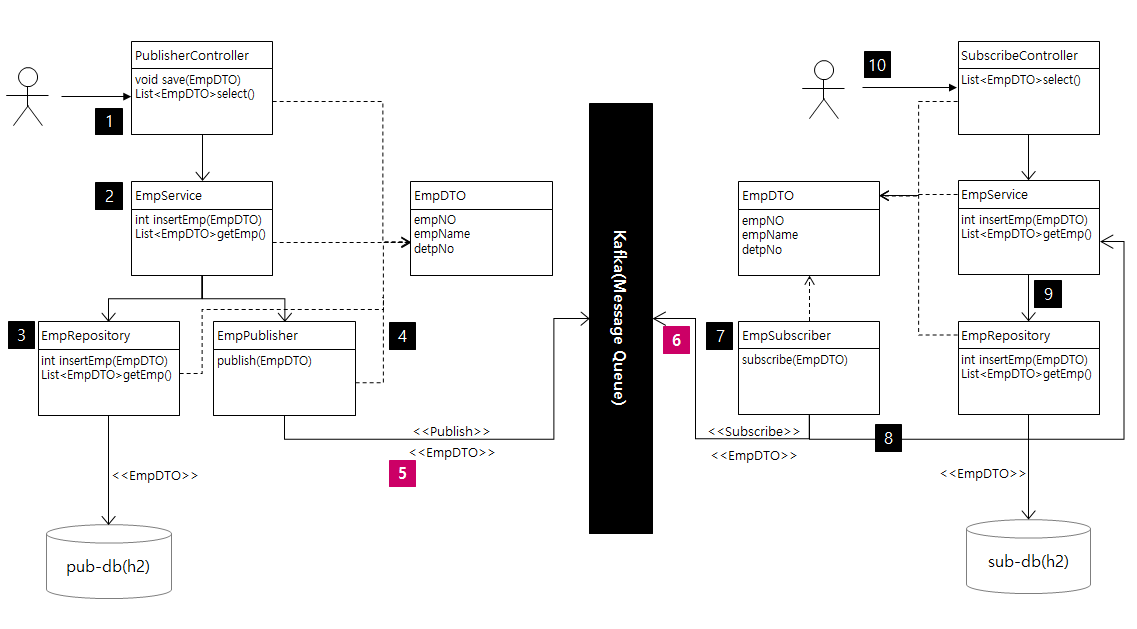 PublisherController
void save(EmpDTO)
List<EmpDTO>select()
1
2
EmpService
int insertEmp(EmpDTO)
List<EmpDTO>getEmp()
EmpDTO
empNO
empName
detpNo
3
EmpRepository
int insertEmp(EmpDTO)
List<EmpDTO>getEmp()
EmpPublisher
publish(EmpDTO)
4
<<Publish>>
<<EmpDTO>>
5
<<EmpDTO>>
pub-db(h2)
Kafka(Message Queue)
10
SubscribeController
List<EmpDTO>select()
EmpDTO
empNO
empName
detpNo
EmpService
int insertEmp(EmpDTO)
List<EmpDTO>getEmp()
9
6
7
EmpSubscriber
subscribe(EmpDTO)
EmpRepository
int insertEmp(EmpDTO)
List<EmpDTO>getEmp()
<<Subscribe>>
<<EmpDTO>>
8
<<EmpDTO>>
sub-db(h2)